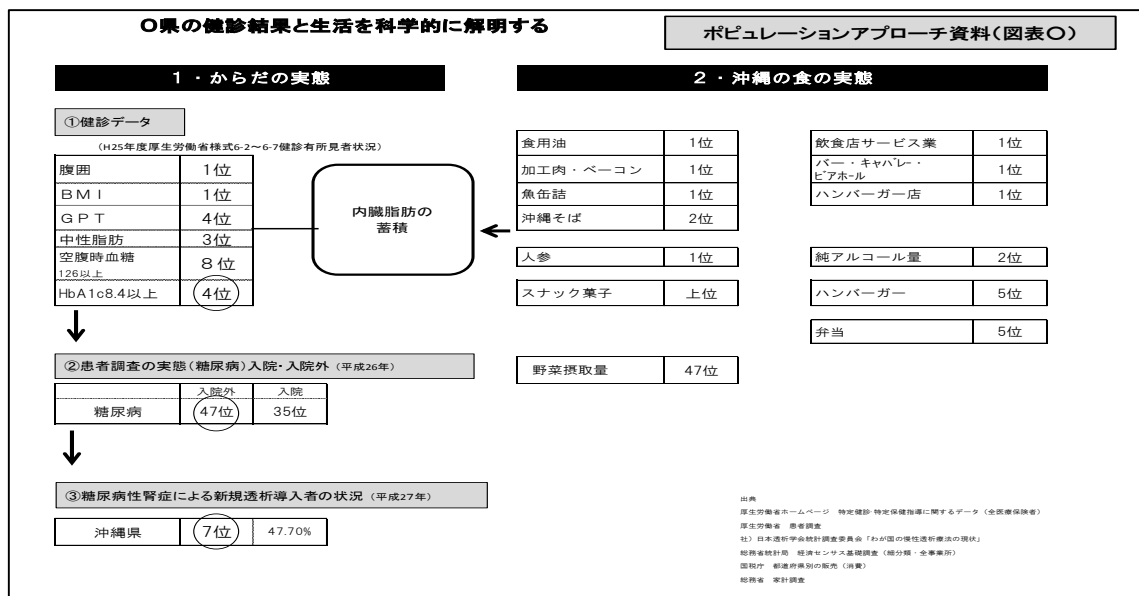 〇県の健診結果と生活を科学的に解明する
ポピュレーションアプローチ資料(図表〇)
1・からだの実態
①健診データ
(H25年度厚生労働省様式6-2～6-7健診有所見者状況)
腹囲 1位
BMI 1位
GPT 4位
中性脂肪 3位
空腹時血糖 8位
126以上
HbA1c8.4以上 4位
内臓脂肪の
蓄積
②患者調査の実態(糖尿病)入院・入院外 (平成26年)
入院外 入院
糖尿病 47位 35位
③糖尿病性腎症による新規透析導入者の状況 (平成27年)
沖縄県 7位 47.70%
2・沖縄の食の実態
食用油 1位
加工肉・ベーコン 1位
魚缶詰 1位
沖縄そば 2位
人参 1位
スナック菓子 上位
野菜摂取量 47位
飲食店サービス業 1位
バー・キャバレー・
ビアホール 1位
ハンバーガー店 1位
純アルコール量 2位
ハンバーガー 5位
弁当 5位
出典
厚生労働省ホームページ 特定健診・特定保健指導に関するデータ(全医療保険者)
厚生労働省 患者調査
社)日本透析学会統計調査委員会「わが国の慢性透析療法の現状」
総務省統計局 経済センサス基礎調査(細分類・全事業所)
国税庁 都道府県別の販売(消費)
総務省 家計調査